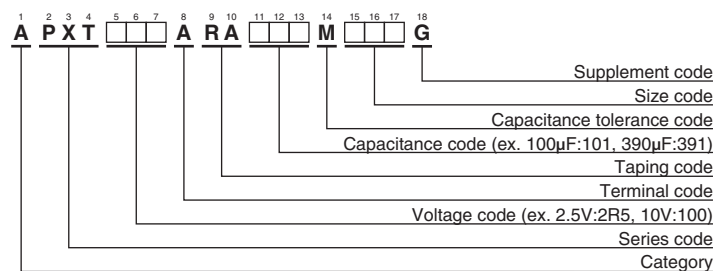 1 2 3 4 5 6 7 8 9 10 11 12 13 14 15 16 17 18
A PXT A RA M G
Supplement code
Size code
Capacitance tolerance code
Capacitance code (ex. 100µF:101, 390µF:391)
Taping code
Terminal code
Voltage code (ex. 2.5V:2R5, 10V:100)
Series code
Category